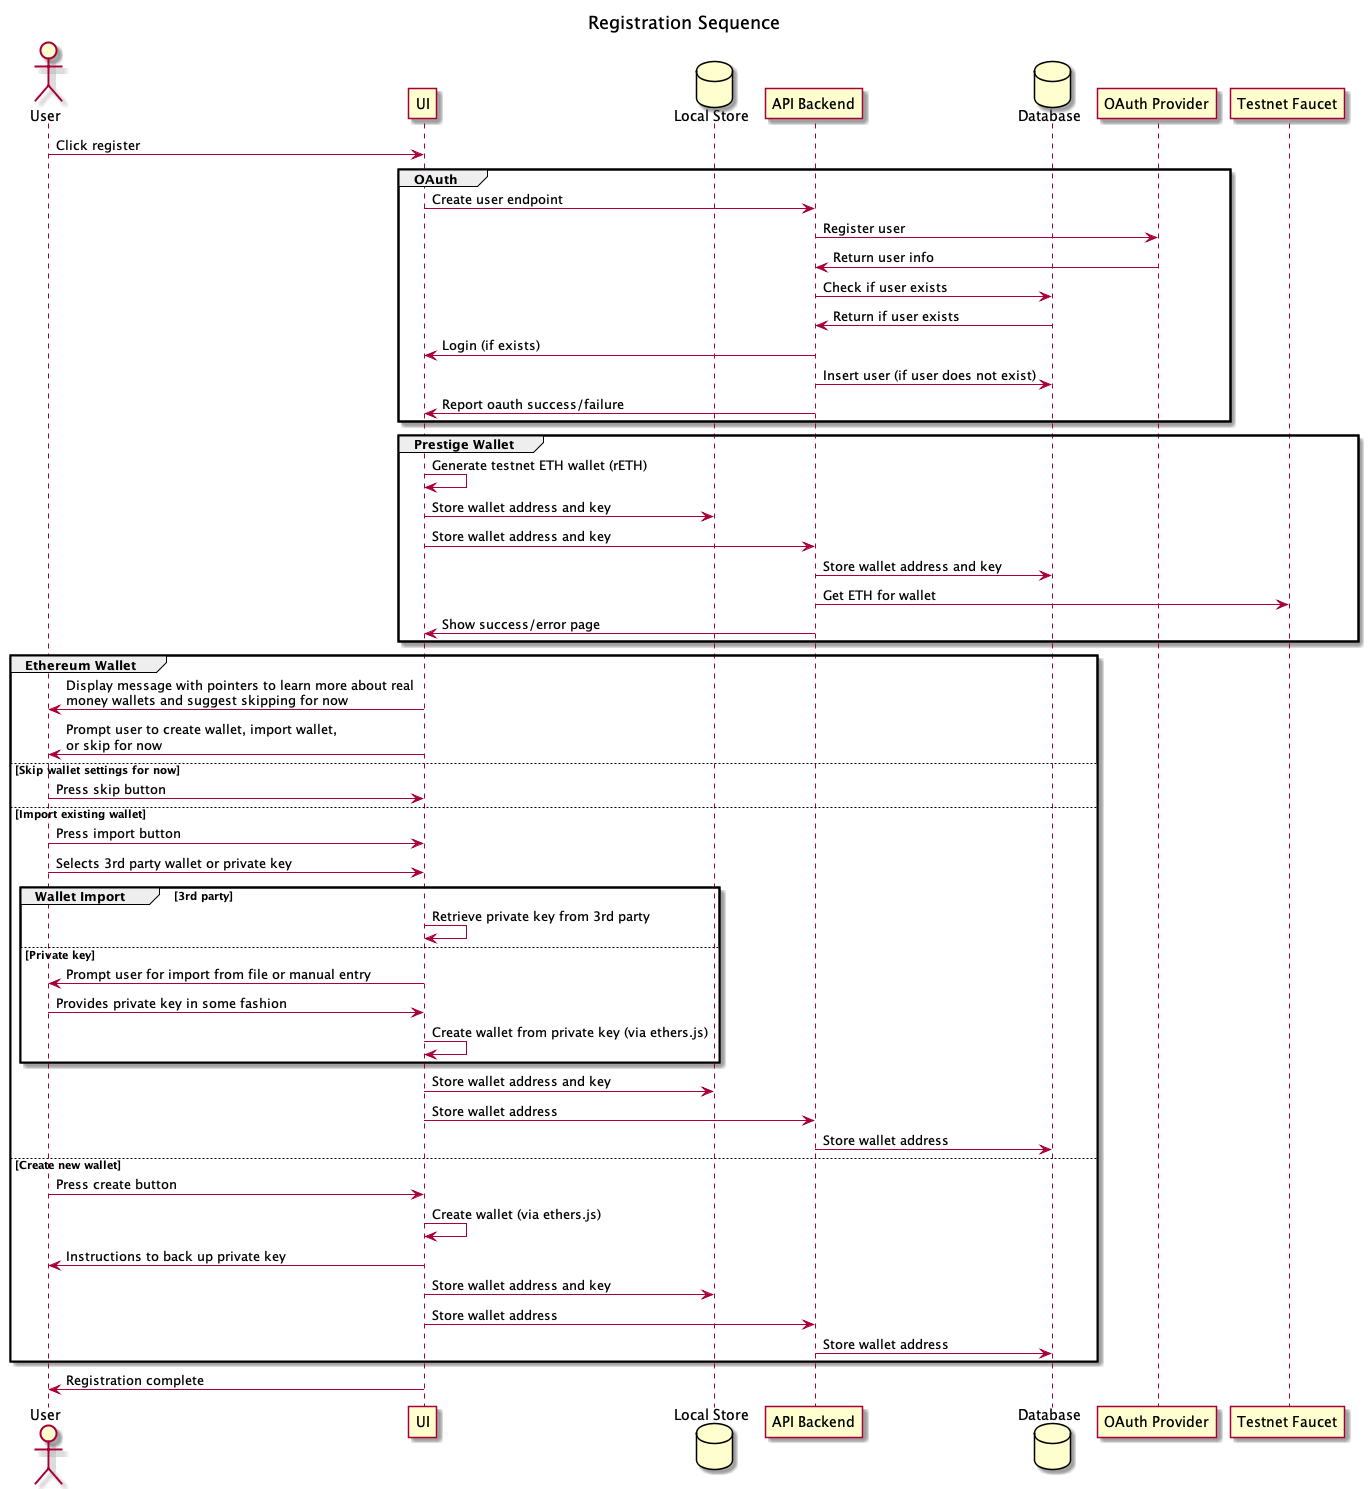 Registration Sequence
User
UI
Local Store
API Backend
Database
OAuth Provider
Testnet Faucet
Click register
OAuth
Create user endpoint
Register user
Return user info
Check if user exists
Return if user exists
Login (if exists)
Insert user (if user does not exist)
Report oauth success/failure
Prestige Wallet
Generate testnet ETH wallet (rETH)
Store wallet address and key
Store wallet address and key
Store wallet address and key
Get ETH for wallet
Show success/error page
Ethereum Wallet
Display message with pointers to learn more about real
money wallets and suggest skipping for now
Prompt user to create wallet, import wallet,
or skip for now
[Skip wallet settings for now]
Press skip button
[Import existing wallet]
Press import button
Selects 3rd party wallet or private key
Wallet Import [3rd party]
Retrieve private key from 3rd party
[Private key]
Prompt user for import from file or manual entry
Provides private key in some fashion
Create wallet from private key (via ethers.js)
Store wallet address and key
Store wallet address
Store wallet address
[Create new wallet]
Press create button
Create wallet (via ethers.js)
Instructions to back up private key
Store wallet address and key
Store wallet address
Store wallet address
Registration complete
User
UI
Local Store
API Backend
Database
OAuth Provider
Testnet Faucet